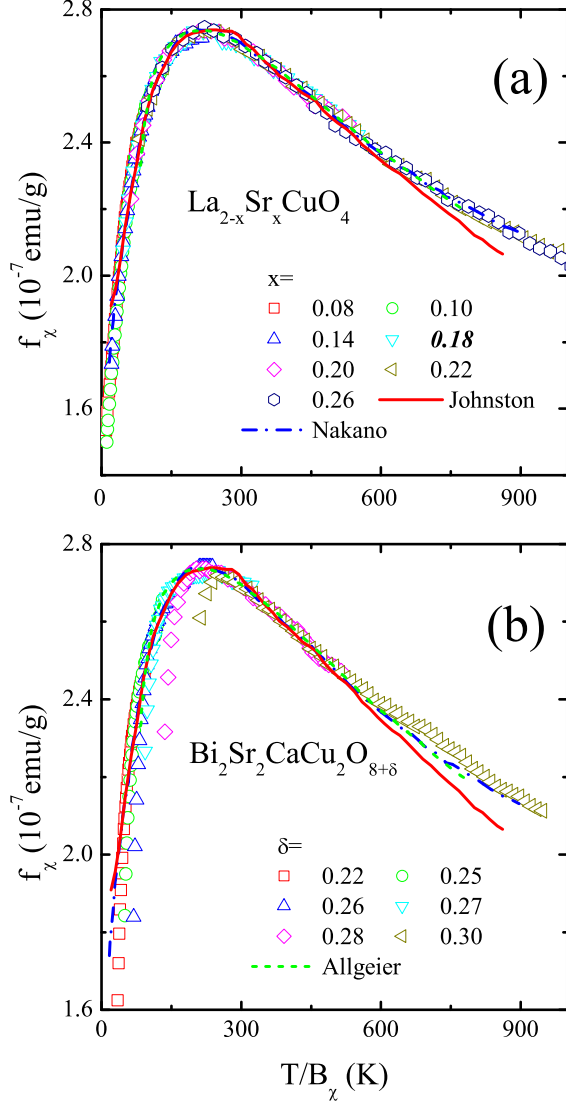 2.8
(a)
2.4
La2-xSrxCuO4
2.0
x=
0.08 0.10
0.14 0.18
0.20 0.22
0.26 Johnston
Nakano
1.6
fχ (10-7emu/g)
0 300 600 900
2.8
(b)
2.4
Bi2Sr2CaCu2O8+δ
2.0
δ=
0.22 0.25
0.26 0.27
0.28 0.30
Allgeier
1.6
fχ (10-7emu/g)
0 300 600 900
T/Bχ (K)